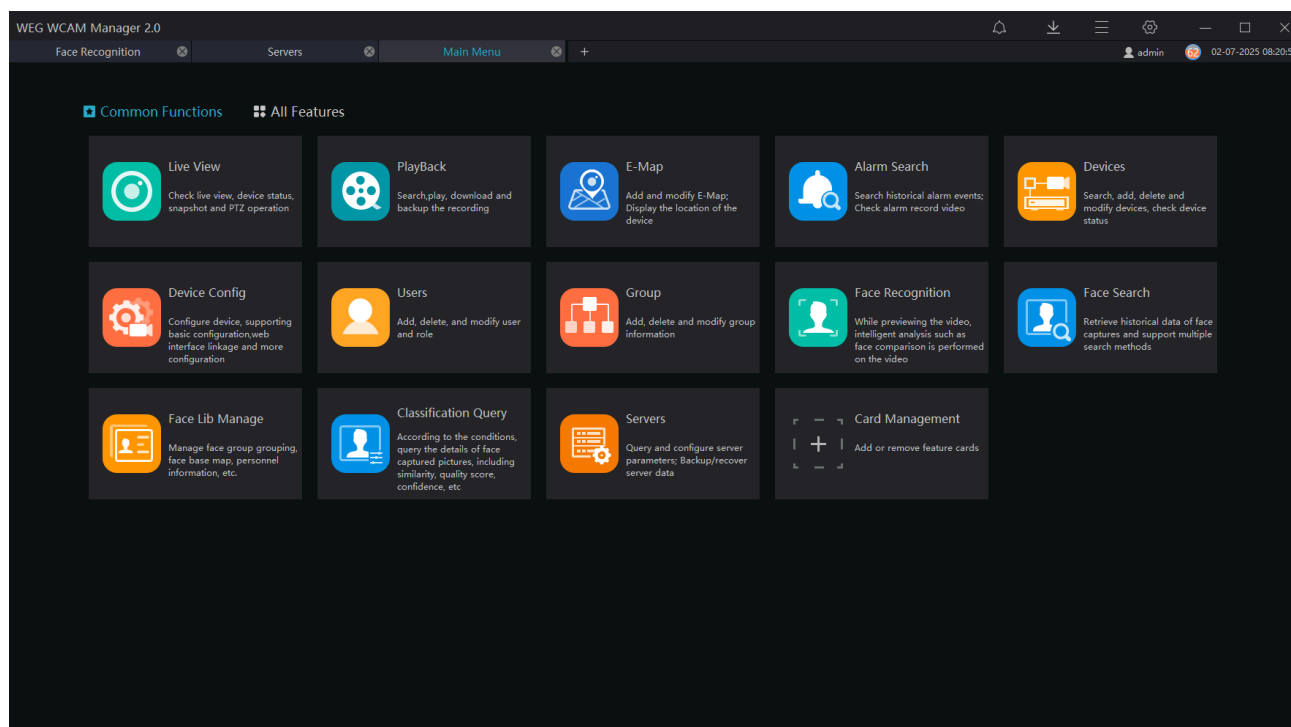 WEG WCAM Manager 2.0
Face Recognition Servers Main Menu +
admin 62 02-07-2025 08:20:5
Common Functions All Features
Live View
Check live view, device status,
snapshot and PTZ operation
PlayBack
Search,play, download and
backup the recording
E-Map
Add and modify E-Map;
Display the location of the
device
Alarm Search
Search historical alarm events;
Check alarm record video
Devices
Search, add, delete and
modify devices, check device
status
Device Config
Configure device, supporting
basic configuration,web
interface linkage and more
configuration
Users
Add, delete, and modify user
and role
Group
Add, delete and modify group
information
Face Recognition
While previewing the video,
intelligent analysis such as
face comparison is performed
on the video
Face Search
Retrieve historical data of face
captures and support multiple
search methods
Face Lib Manage
Manage face group grouping,
face base map, personnel
information, etc.
Classification Query
According to the conditions,
query the details of face
captured pictures, including
similarity, quality score,
confidence, etc
Servers
Query and configure server
parameters; Backup/recover
server data
Card Management
Add or remove feature cards